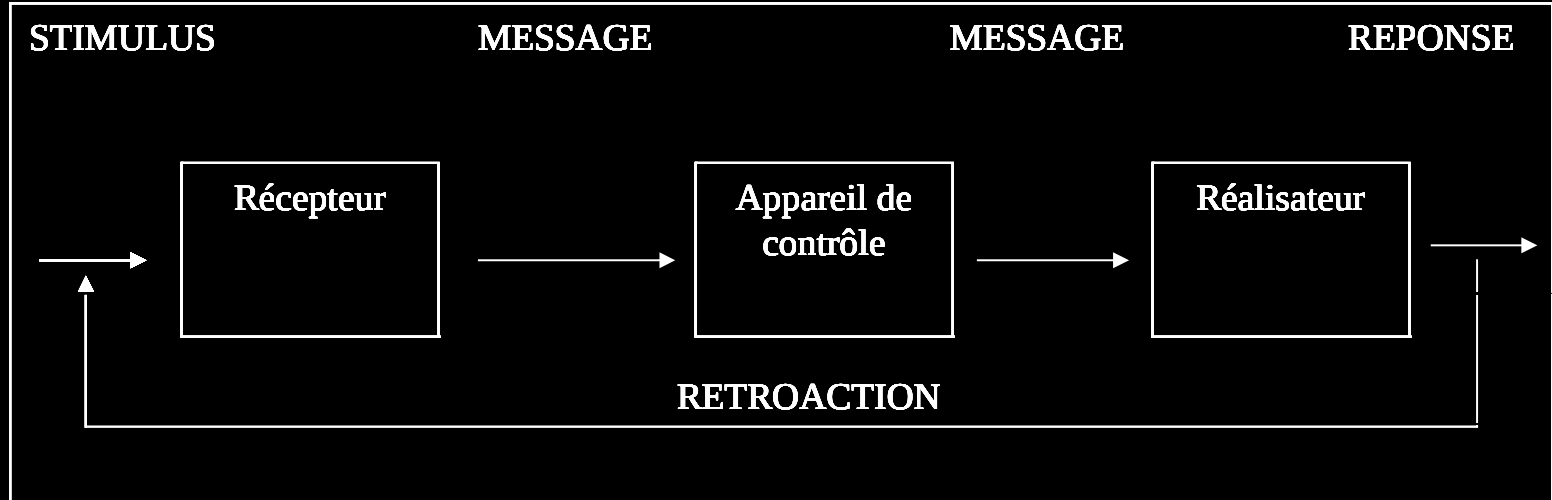 STIMULUS MESSAGE MESSAGE REPONSE
Récepteur Appareil de Réalisateur
contrôle
RETROACTION